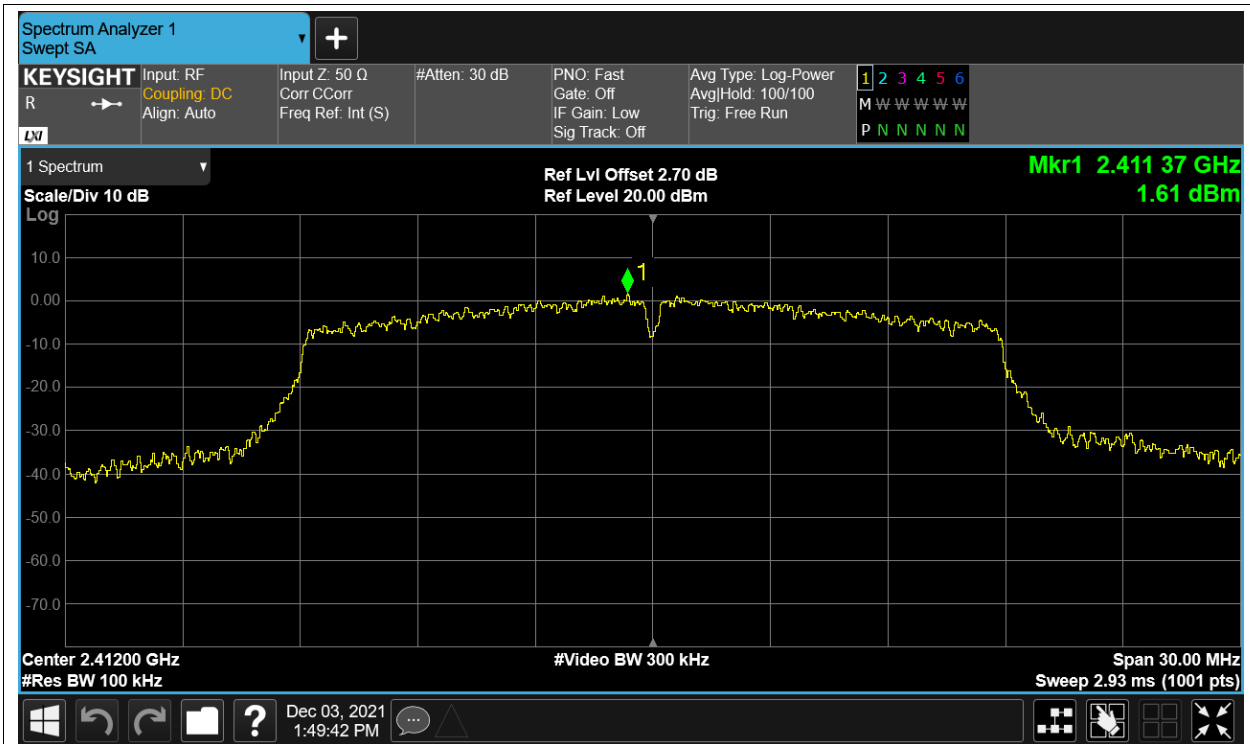 Spectrum Analyzer 1
Swept SA
KEYSIGHT
R
LXI
Input: RF
Coupling: DC
Align: Auto
Input Z: 50 Ω
Corr CCorr
Freq Ref: Int (S)
#Atten: 30 dB
PNO: Fast
Gate: Off
IF Gain: Low
Sig Track: Off
Avg Type: Log-Power
Avg|Hold: 100/100
Trig: Free Run
1 2 3 4 5 6
M W W W W W
P N N N N N
1 Spectrum
Scale/Div 10 dB
Log
Ref Lvl Offset 2.70 dB
Ref Level 20.00 dBm
Mkr1 2.411 37 GHz
1.61 dBm
10.0
1
0.00
-10.0
-20.0
-30.0
-40.0
-50.0
-60.0
-70.0
Center 2.41200 GHz
#Video BW 300 kHz
Span 30.00 MHz
#Res BW 100 kHz
Sweep 2.93 ms (1001 pts)
?
Dec 03, 2021
1:49:42 PM